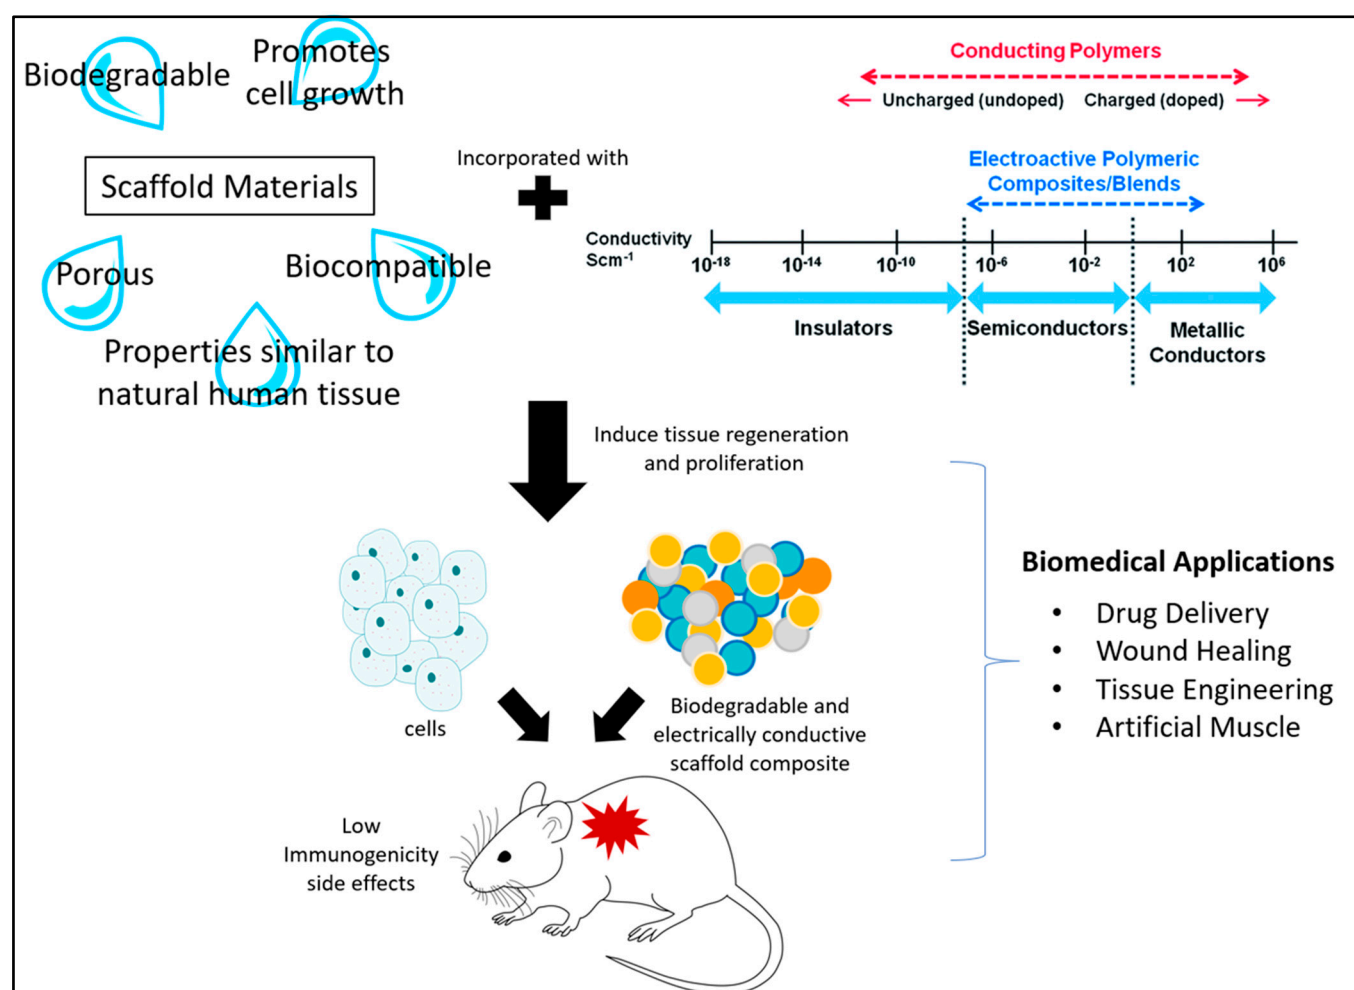 Biodegradable
Promotes
cell growth
Scaffold Materials
Porous
Biocompatible
Properties similar to
natural human tissue
Incorporated with
Conducting Polymers
Uncharged (undoped) Charged (doped)
Electroactive Polymeric
Composites/Blends
Conductivity
Scm⁻¹
10⁻¹⁸ 10⁻¹⁴ 10⁻¹⁰ 10⁻⁶ 10⁻² 10² 10⁶
Insulators Semiconductors Metallic
Conductors
Induce tissue regeneration
and proliferation
cells
Biodegradable and
electrically conductive
scaffold composite
Low
Immunogenicity
side effects
Biomedical Applications
• Drug Delivery
• Wound Healing
• Tissue Engineering
• Artificial Muscle